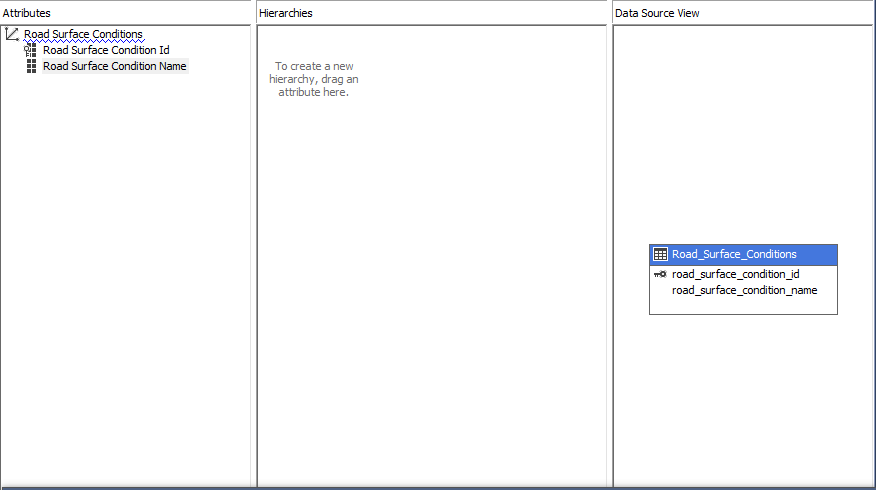 Attributes
Road Surface Conditions
Road Surface Condition Id
Road Surface Condition Name
Hierarchies
To create a new
hierarchy, drag an
attribute here.
Data Source View
Road_Surface_Conditions
road_surface_condition_id
road_surface_condition_name